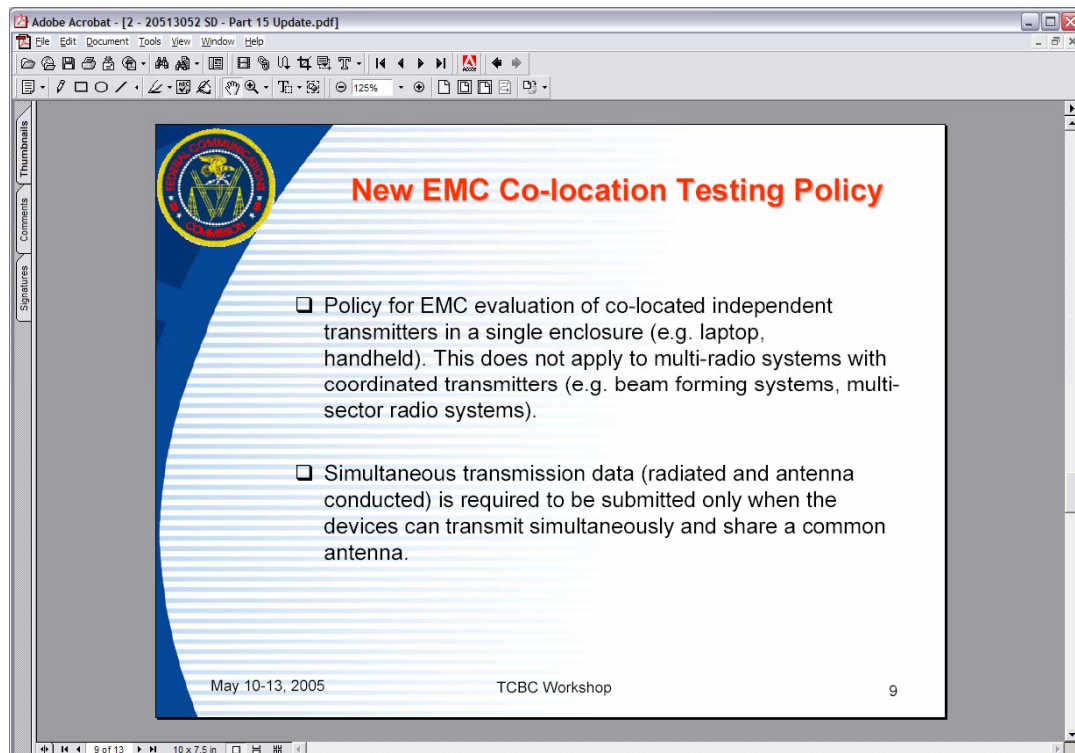 Adobe Acrobat - [2 - 20513052 SD - Part 15 Update.pdf]
File Edit Document Tools View Window Help
125%
Thumbnails
Comments
Signatures
FEDERAL COMMUNICATIONS COMMISSION
New EMC Co-location Testing Policy
Policy for EMC evaluation of co-located independent
transmitters in a single enclosure (e.g. laptop,
handheld). This does not apply to multi-radio systems with
coordinated transmitters (e.g. beam forming systems, multi-
sector radio systems).
Simultaneous transmission data (radiated and antenna
conducted) is required to be submitted only when the
devices can transmit simultaneously and share a common
antenna.
May 10-13, 2005 TCBC Workshop 9
9 of 13 10 x 7.5 in